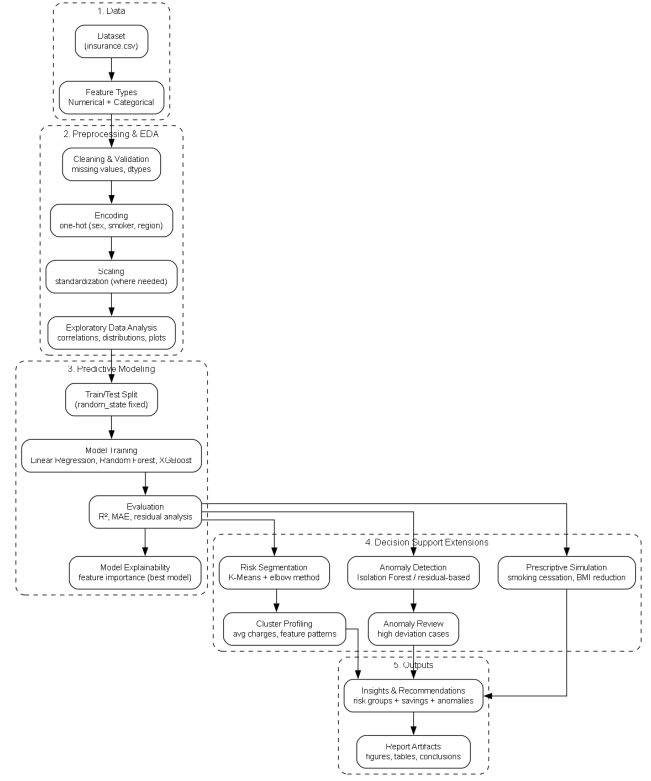 1. Data
Dataset
(insurance.csv)
Feature Types
Numerical + Categorical
2. Preprocessing & EDA
Cleaning & Validation
missing values, dtypes
Encoding
one-hot (sex, smoker, region)
Scaling
standardization (where needed)
Exploratory Data Analysis
correlations, distributions, plots
3. Predictive Modeling
Train/Test Split
(random_state fixed)
Model Training
Linear Regression, Random Forest, XGBoost
Evaluation
R², MAE, residual analysis
Model Explainability
feature importance (best model)
4. Decision Support Extensions
Risk Segmentation
K-Means + elbow method
Anomaly Detection
Isolation Forest / residual-based
Prescriptive Simulation
smoking cessation, BMI reduction
Cluster Profiling
avg charges, feature patterns
Anomaly Review
high deviation cases
5. Outputs
Insights & Recommendations
risk groups + savings + anomalies
Report Artifacts
figures, tables, conclusions